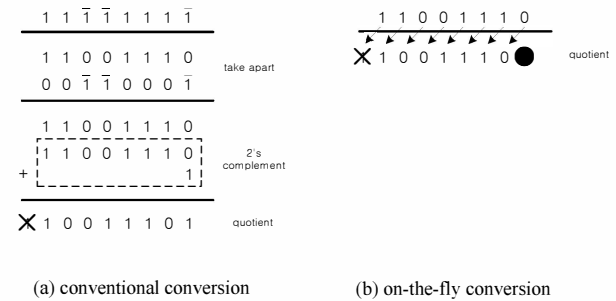 1 1 1̅ 1̅ 1 1 1 1̅
1 1 0 0 1 1 1 0
take apart
0 0 1̅ 1̅ 0 0 0 1̅
1 1 0 0 1 1 1 0
1 1 0 0 1 1 1 0
2's
complement
+ 1
1 0 0 1 1 1 0 1
quotient
(a) conventional conversion
1 1 0 0 1 1 1 0
1 0 0 1 1 1 0
quotient
(b) on-the-fly conversion